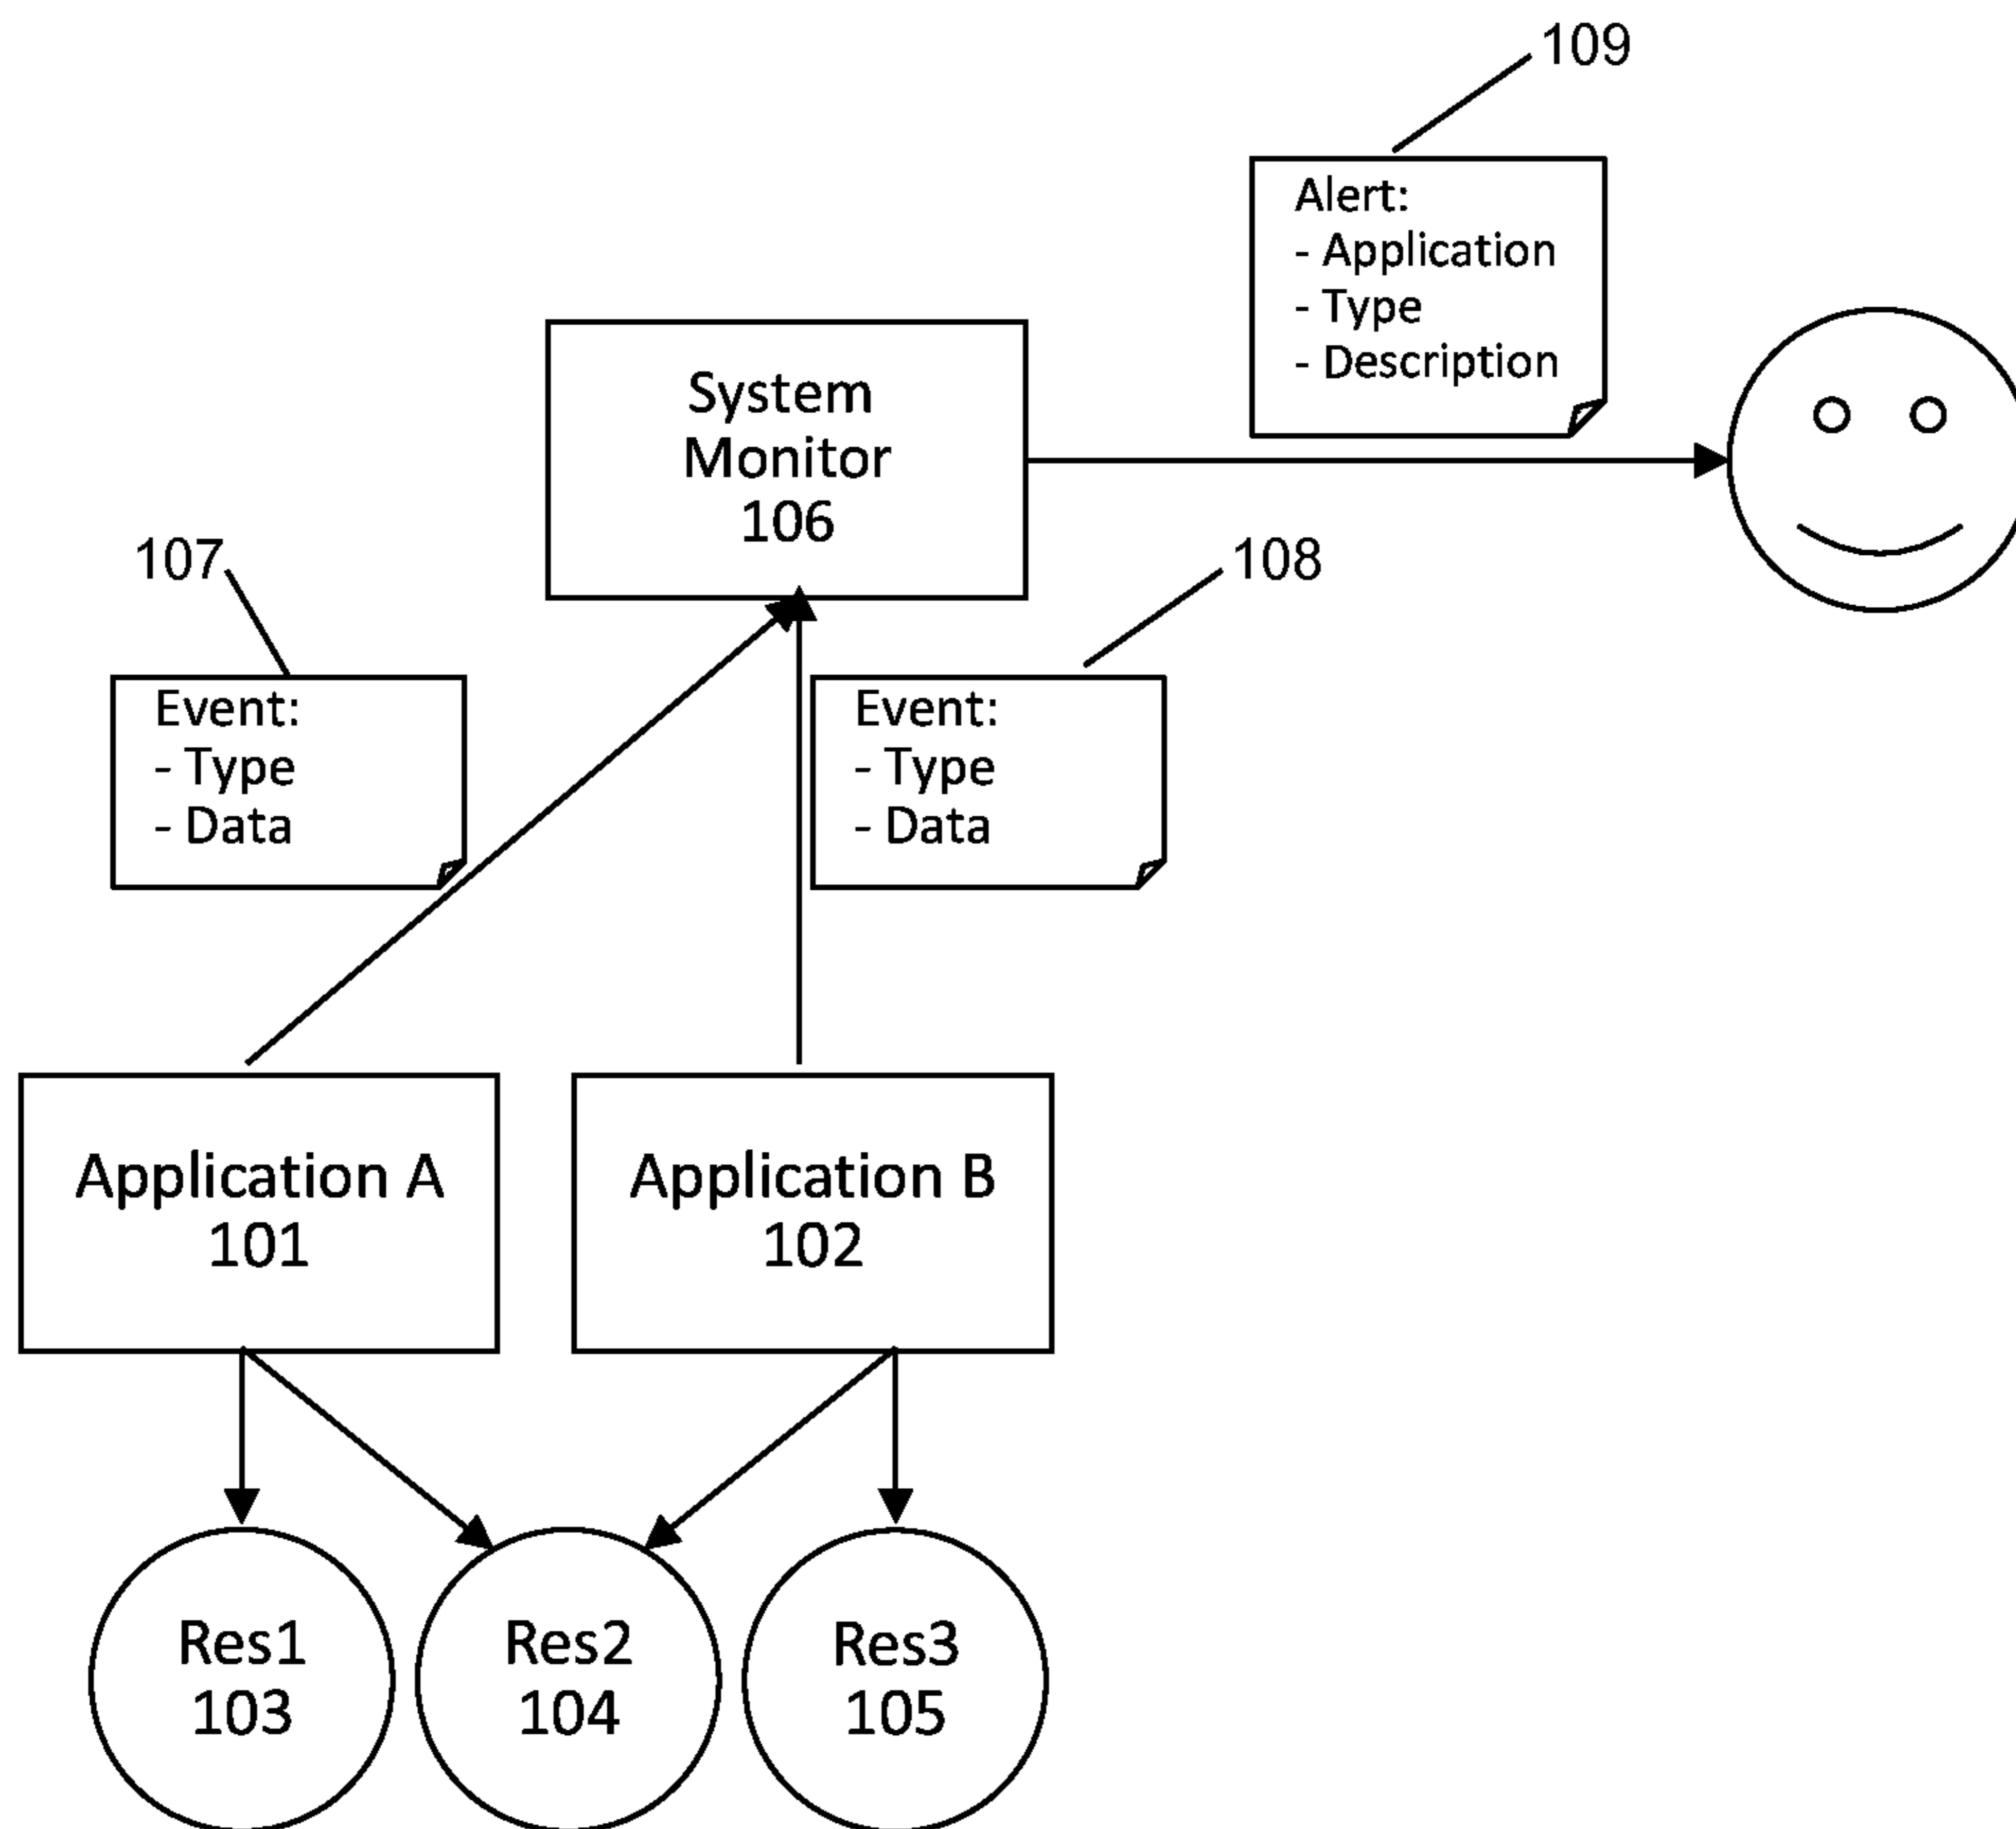 109
Alert:
- Application
- Type
- Description
System
Monitor
106
107
108
Event:
- Type
- Data
Event:
- Type
- Data
Application A
101
Application B
102
Res1
103
Res2
104
Res3
105